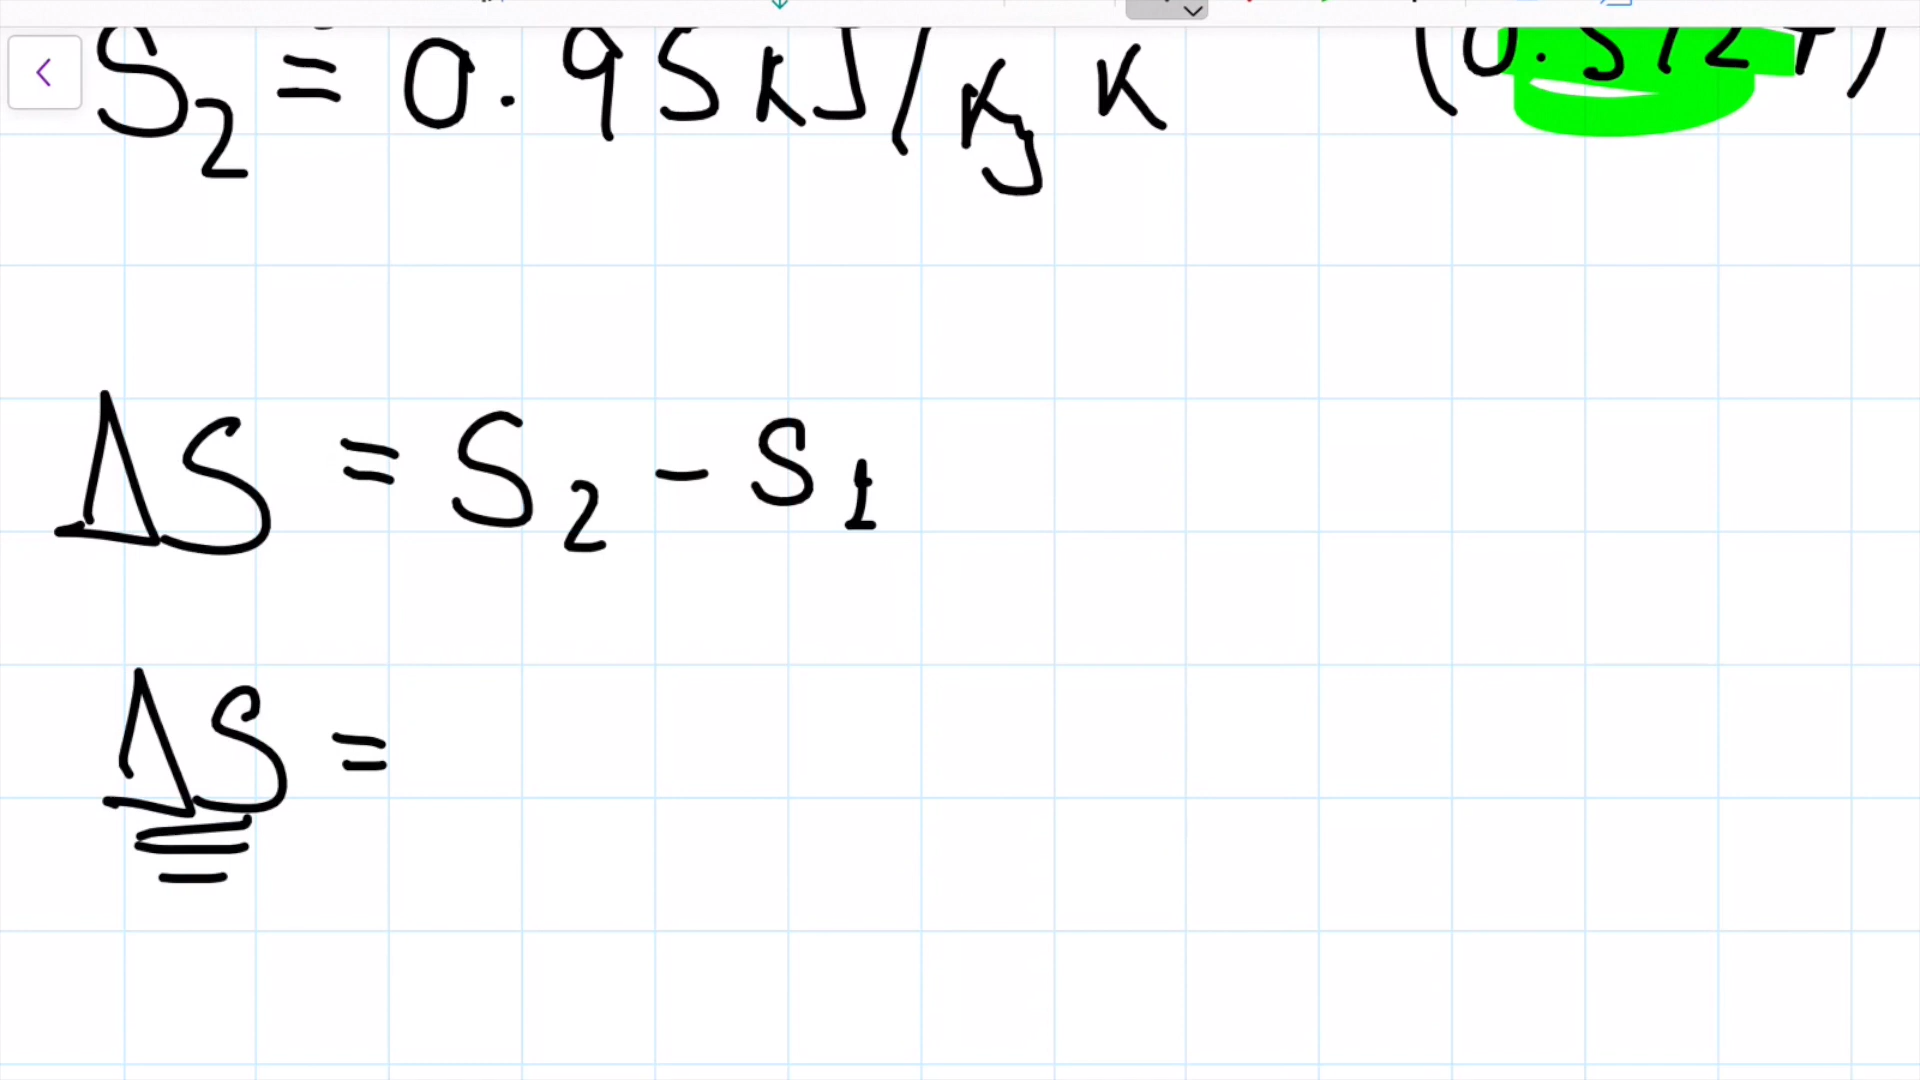 S₂ = 0.95 kJ/kg K
ΔS = S₂ - S₁
ΔS =